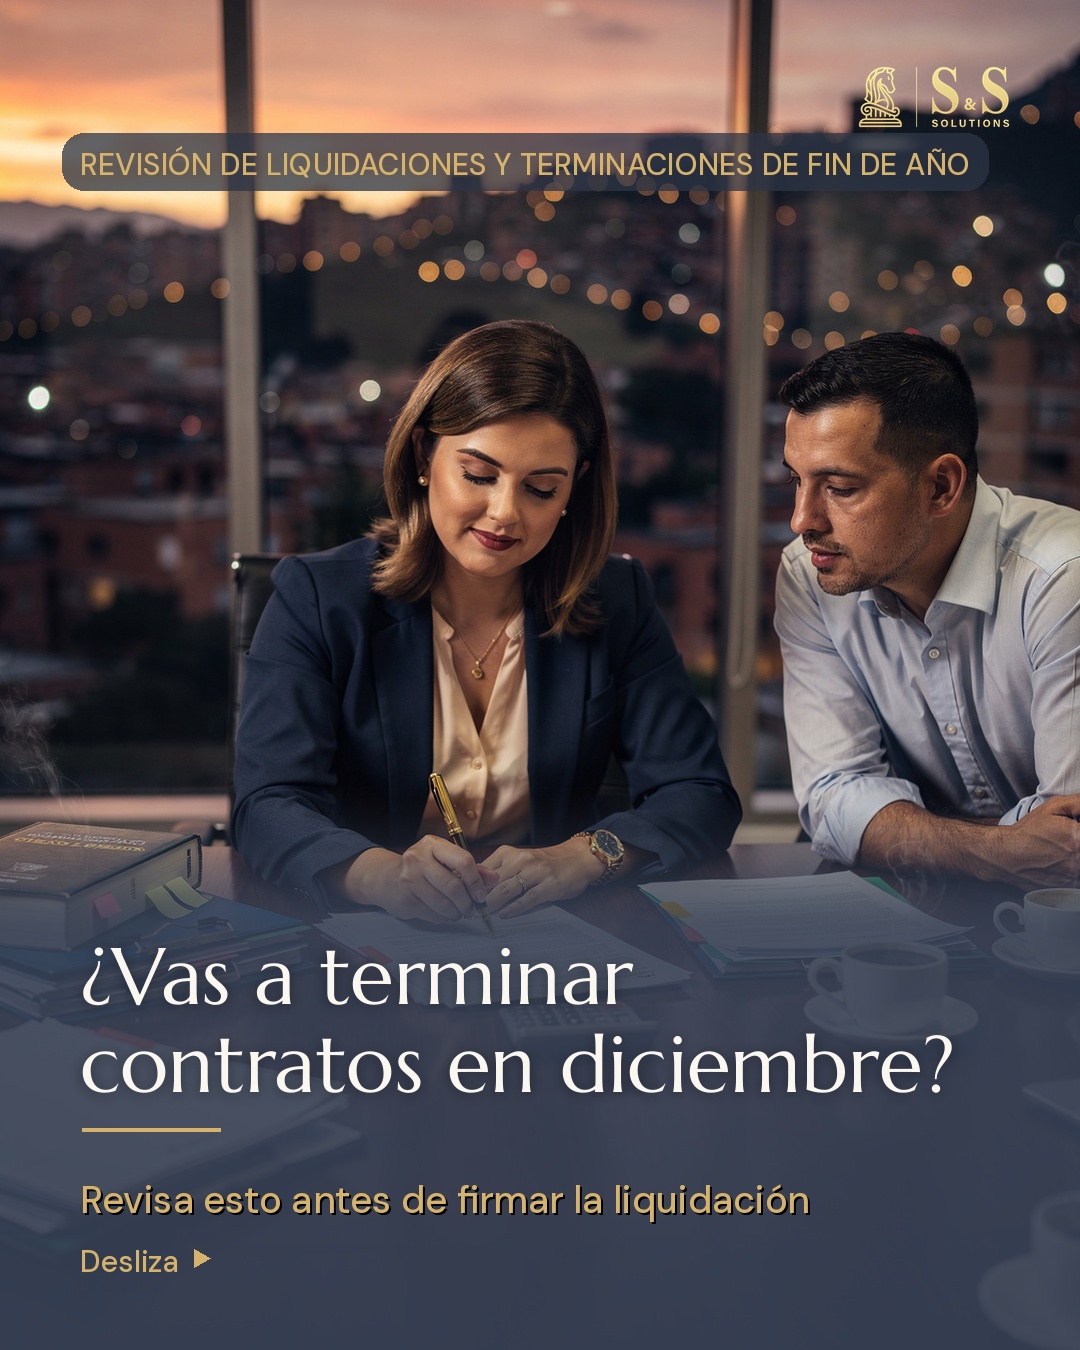 S&S
SOLUTIONS
REVISIÓN DE LIQUIDACIONES Y TERMINACIONES DE FIN DE AÑO
¿Vas a terminar
contratos en diciembre?
Revisa esto antes de firmar la liquidación
Desliza